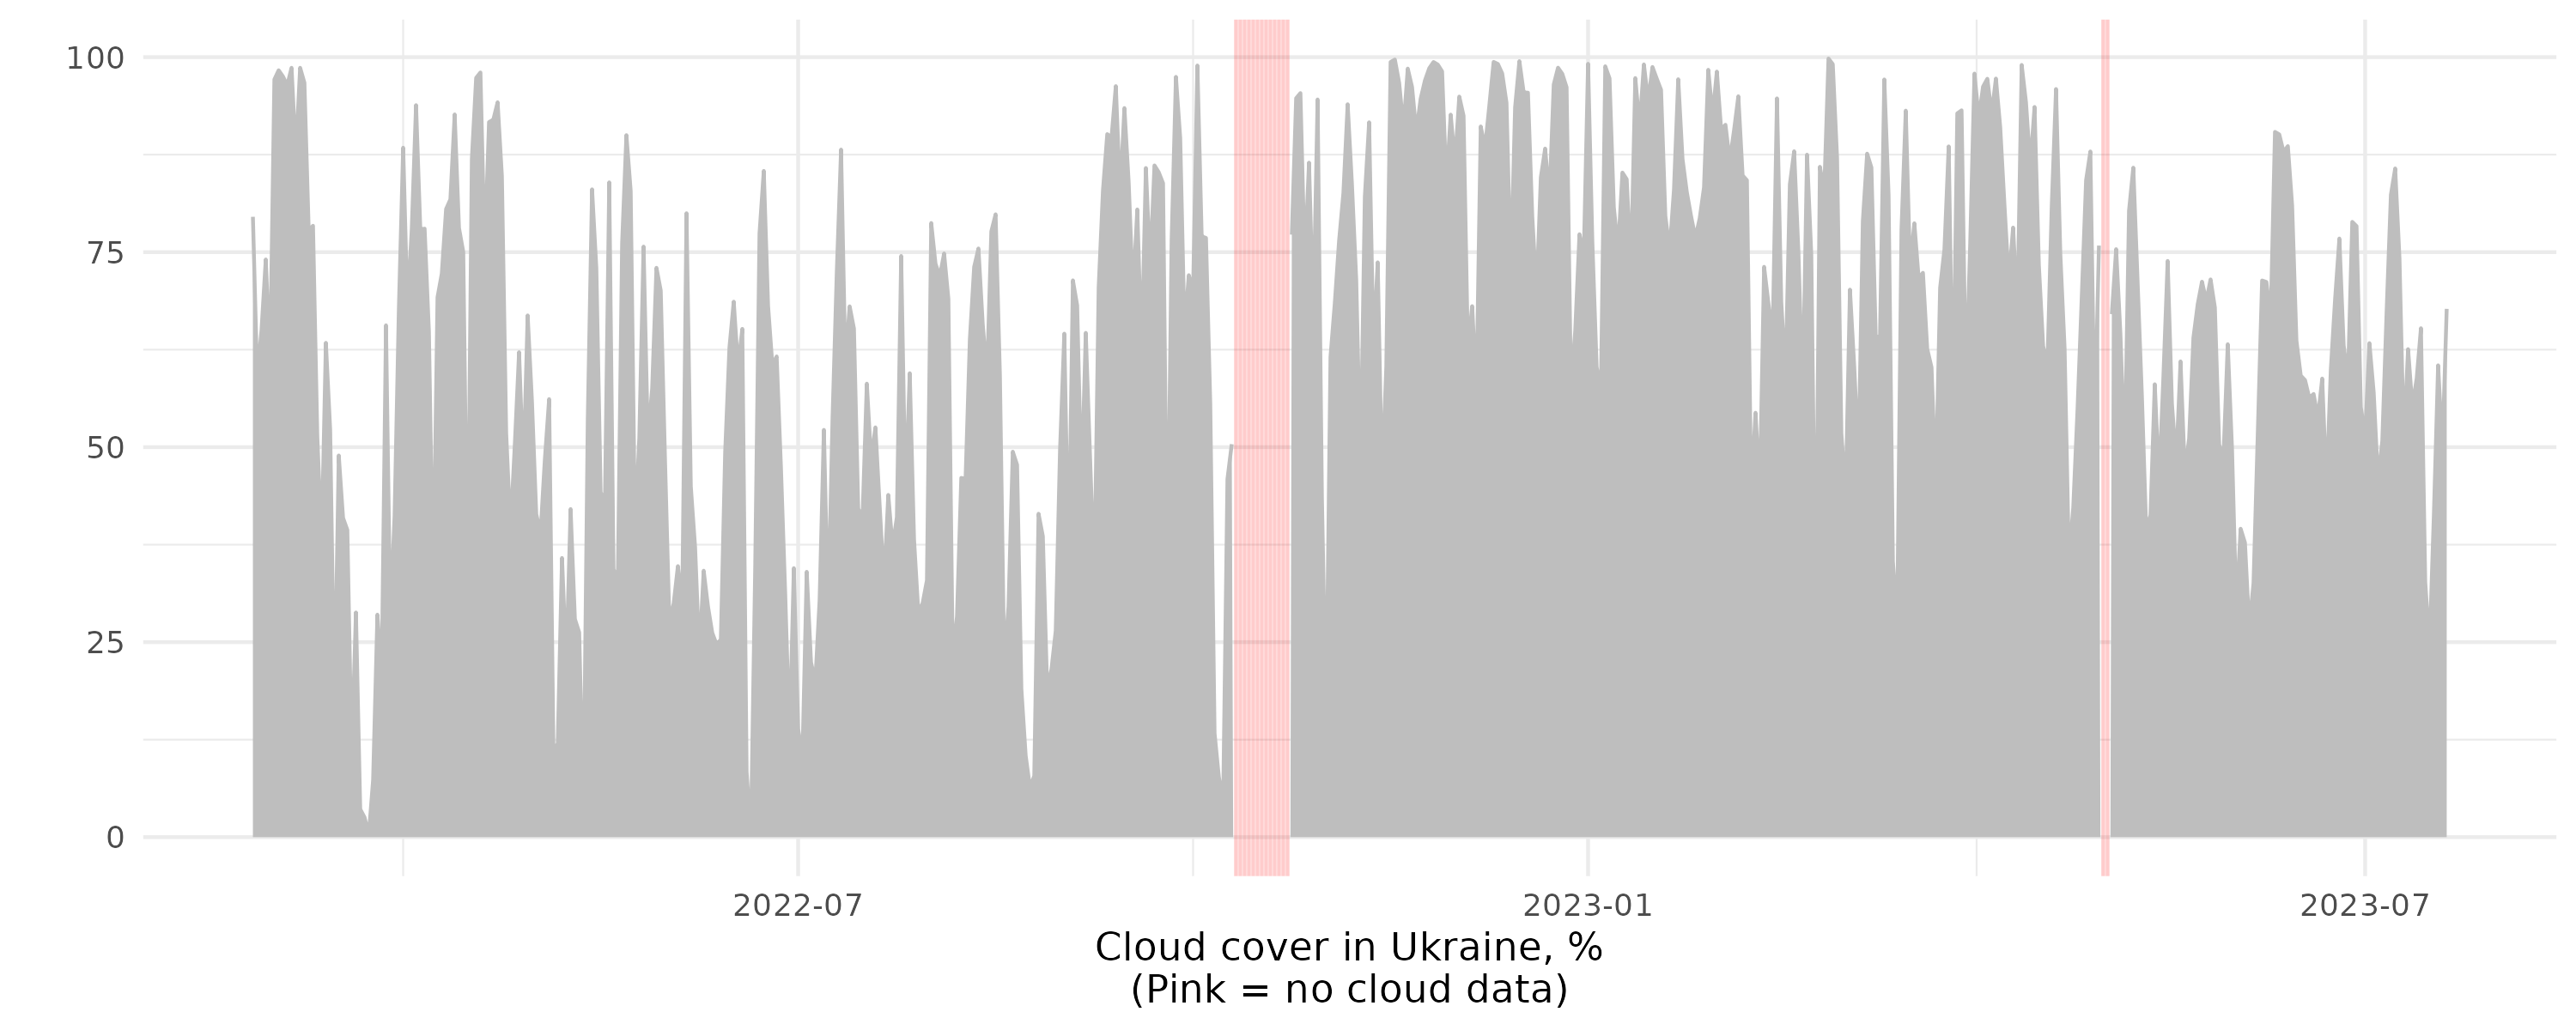 100
75
50
25
0
2022-07 2023-01 2023-07
Cloud cover in Ukraine, %
(Pink = no cloud data)